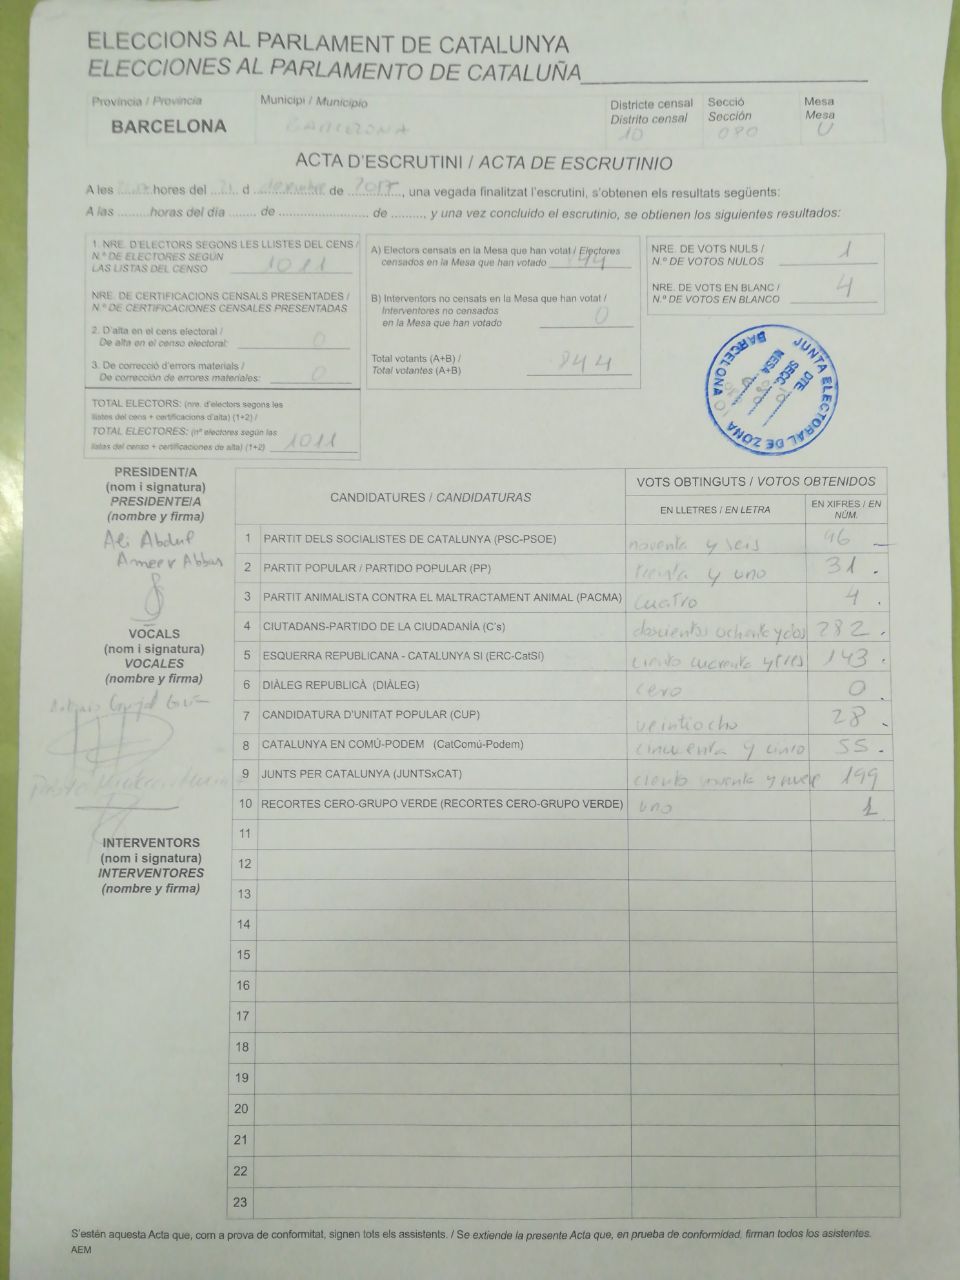 ELECCIONS AL PARLAMENT DE CATALUNYA
ELECCIONES AL PARLAMENTO DE CATALUÑA
Província / Provincia
BARCELONA
Municipi / Municipio
BARCELONA
Districte censal
Distrito censal
10
Secció
Sección
080
Mesa
Mesa
U
ACTA D'ESCRUTINI / ACTA DE ESCRUTINIO
A les ........ hores del 21 d diciembre de 2017, una vegada finalitzat l'escrutini, s'obtenen els resultats següents:
A las .........horas del día ....... de ........................ de ........., y una vez concluido el escrutinio, se obtienen los siguientes resultados:
1. NRE. D'ELECTORS SEGONS LES LLISTES DEL CENS /
N.º DE ELECTORES SEGÚN
LAS LISTAS DEL CENSO 1011
NRE. DE CERTIFICACIONS CENSALS PRESENTADES /
N.º DE CERTIFICACIONES CENSALES PRESENTADAS
2. D'alta en el cens electoral /
De alta en el censo electoral: 0
3. De correcció d'errors materials /
De corrección de errores materiales: 0
TOTAL ELECTORS: (nre. d'electors segons les
llistes del cens + certificacions d'alta) (1+2) /
TOTAL ELECTORES: (nº electores según las
listas del censo + certificaciones de alta) (1+2) 1011
A) Electors censats en la Mesa que han votat / Electores
censados en la Mesa que han votado 844
B) Interventors no censats en la Mesa que han votat /
Interventores no censados
en la Mesa que han votado 0
Total votants (A+B) /
Total votantes (A+B) 844
NRE. DE VOTS NULS /
N.º DE VOTOS NULOS 1
NRE. DE VOTS EN BLANC /
N.º DE VOTOS EN BLANCO 4
JUNTA ELECTORAL DE ZONA BARCELONA
DTE 10
SECC. 080
MESA
PRESIDENT/A
(nom i signatura)
PRESIDENTE/A
(nombre y firma)
Ali Abdul
Ameer Abbas
VOCALS
(nom i signatura)
VOCALES
(nombre y firma)
INTERVENTORS
(nom i signatura)
INTERVENTORES
(nombre y firma)
CANDIDATURES / CANDIDATURAS
VOTS OBTINGUTS / VOTOS OBTENIDOS
EN LLETRES / EN LETRA
EN XIFRES / EN
NÚM.
1 PARTIT DELS SOCIALISTES DE CATALUNYA (PSC-PSOE) noventa y seis 96
2 PARTIT POPULAR / PARTIDO POPULAR (PP) treinta y uno 31
3 PARTIT ANIMALISTA CONTRA EL MALTRACTAMENT ANIMAL (PACMA) cuatro 4
4 CIUTADANS-PARTIDO DE LA CIUDADANÍA (C's) doscientos ochenta y dos 282
5 ESQUERRA REPUBLICANA - CATALUNYA SÍ (ERC-CatSí) ciento cuarenta y tres 143
6 DIÀLEG REPUBLICÀ (DIÀLEG) cero 0
7 CANDIDATURA D'UNITAT POPULAR (CUP) veintiocho 28
8 CATALUNYA EN COMÚ-PODEM (CatComú-Podem) cincuenta y cinco 55
9 JUNTS PER CATALUNYA (JUNTSxCAT) ciento noventa y nueve 199
10 RECORTES CERO-GRUPO VERDE (RECORTES CERO-GRUPO VERDE) uno 1
11
12
13
14
15
16
17
18
19
20
21
22
23
S'estén aquesta Acta que, com a prova de conformitat, signen tots els assistents. / Se extiende la presente Acta que, en prueba de conformidad, firman todos los asistentes.
AEM